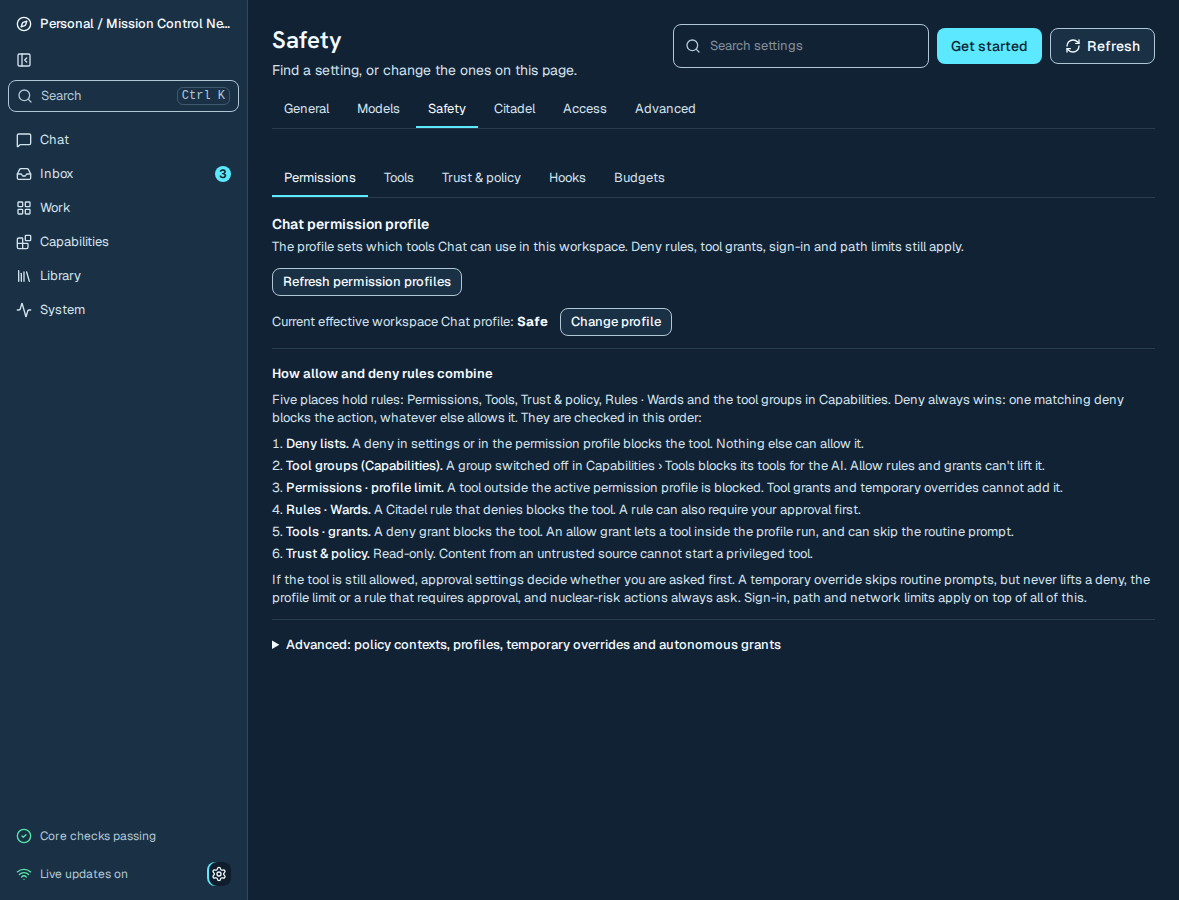 Personal / Mission Control Ne...
Search
Ctrl K
Chat
Inbox
3
Work
Capabilities
Library
System
Core checks passing
Live updates on
Safety
Find a setting, or change the ones on this page.
Search settings
Get started
Refresh
General
Models
Safety
Citadel
Access
Advanced
Permissions
Tools
Trust & policy
Hooks
Budgets
Chat permission profile
The profile sets which tools Chat can use in this workspace. Deny rules, tool grants, sign-in and path limits still apply.
Refresh permission profiles
Current effective workspace Chat profile: Safe
Change profile
How allow and deny rules combine
Five places hold rules: Permissions, Tools, Trust & policy, Rules · Wards and the tool groups in Capabilities. Deny always wins: one matching deny
blocks the action, whatever else allows it. They are checked in this order:
1. Deny lists. A deny in settings or in the permission profile blocks the tool. Nothing else can allow it.
2. Tool groups (Capabilities). A group switched off in Capabilities › Tools blocks its tools for the AI. Allow rules and grants can't lift it.
3. Permissions · profile limit. A tool outside the active permission profile is blocked. Tool grants and temporary overrides cannot add it.
4. Rules · Wards. A Citadel rule that denies blocks the tool. A rule can also require your approval first.
5. Tools · grants. A deny grant blocks the tool. An allow grant lets a tool inside the profile run, and can skip the routine prompt.
6. Trust & policy. Read-only. Content from an untrusted source cannot start a privileged tool.
If the tool is still allowed, approval settings decide whether you are asked first. A temporary override skips routine prompts, but never lifts a deny, the
profile limit or a rule that requires approval, and nuclear-risk actions always ask. Sign-in, path and network limits apply on top of all of this.
Advanced: policy contexts, profiles, temporary overrides and autonomous grants